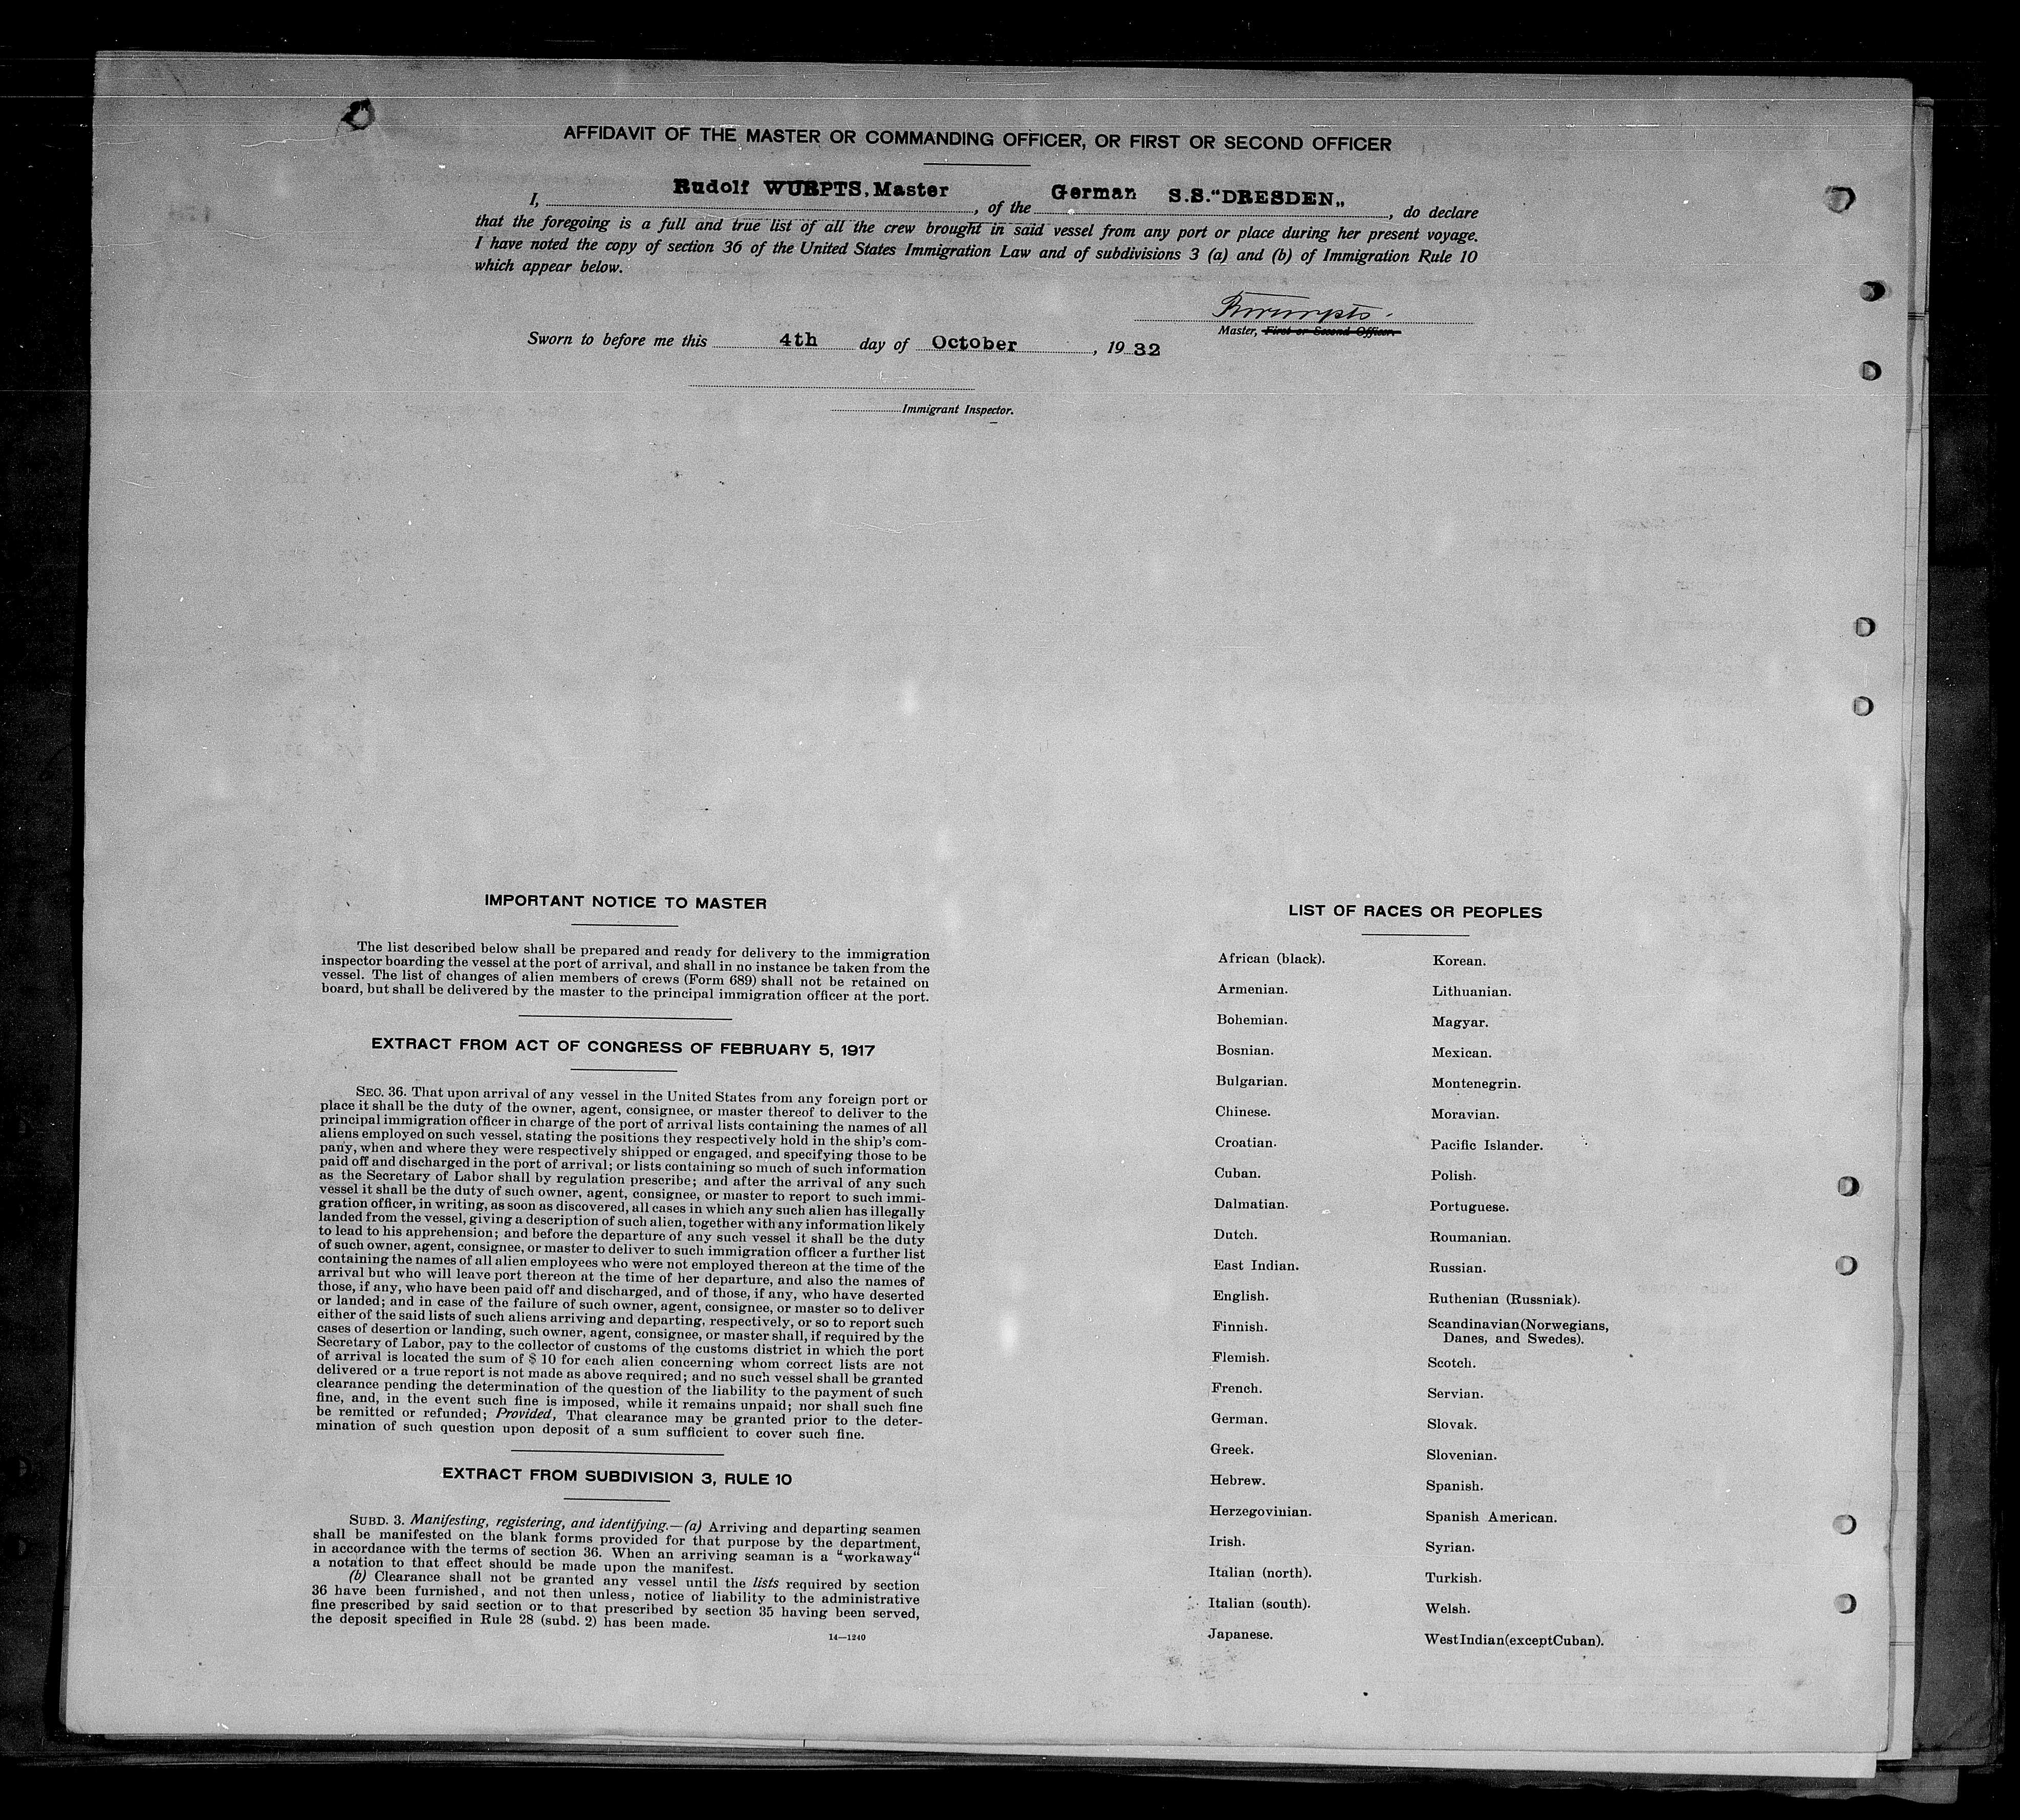 AFFIDAVIT OF THE MASTER OR COMMANDING OFFICER, OR FIRST OR SECOND OFFICER
I, Rudolf WURPTS, Master, of the German S.S. "DRESDEN„, do declare
that the foregoing is a full and true list of all the crew brought in said vessel from any port or place during her present voyage.
I have noted the copy of section 36 of the United States Immigration Law and of subdivisions 3 (a) and (b) of Immigration Rule 10
which appear below.
Master, First or Second Officer.
Sworn to before me this 4th day of October, 1932
Immigrant Inspector.
IMPORTANT NOTICE TO MASTER
The list described below shall be prepared and ready for delivery to the immigration
inspector boarding the vessel at the port of arrival, and shall in no instance be taken from the
vessel. The list of changes of alien members of crews (Form 689) shall not be retained on
board, but shall be delivered by the master to the principal immigration officer at the port.
EXTRACT FROM ACT OF CONGRESS OF FEBRUARY 5, 1917
SEC. 36. That upon arrival of any vessel in the United States from any foreign port or
place it shall be the duty of the owner, agent, consignee, or master thereof to deliver to the
principal immigration officer in charge of the port of arrival lists containing the names of all
aliens employed on such vessel, stating the positions they respectively hold in the ship's com-
pany, when and where they were respectively shipped or engaged, and specifying those to be
paid off and discharged in the port of arrival; or lists containing so much of such information
as the Secretary of Labor shall by regulation prescribe; and after the arrival of any such
vessel it shall be the duty of such owner, agent, consignee, or master to report to such immi-
gration officer, in writing, as soon as discovered, all cases in which any such alien has illegally
landed from the vessel, giving a description of such alien, together with any information likely
to lead to his apprehension; and before the departure of any such vessel it shall be the duty
of such owner, agent, consignee, or master to deliver to such immigration officer a further list
containing the names of all alien employees who were not employed thereon at the time of the
arrival but who will leave port thereon at the time of her departure, and also the names of
those, if any, who have been paid off and discharged, and of those, if any, who have deserted
or landed; and in case of the failure of such owner, agent, consignee, or master so to deliver
either of the said lists of such aliens arriving and departing, respectively, or so to report such
cases of desertion or landing, such owner, agent, consignee, or master shall, if required by the
Secretary of Labor, pay to the collector of customs of the customs district in which the port
of arrival is located the sum of $ 10 for each alien concerning whom correct lists are not
delivered or a true report is not made as above required; and no such vessel shall be granted
clearance pending the determination of the question of the liability to the payment of such
fine, and, in the event such fine is imposed, while it remains unpaid; nor shall such fine
be remitted or refunded; Provided, That clearance may be granted prior to the deter-
mination of such question upon deposit of a sum sufficient to cover such fine.
EXTRACT FROM SUBDIVISION 3, RULE 10
SUBD. 3. Manifesting, registering, and identifying.—(a) Arriving and departing seamen
shall be manifested on the blank forms provided for that purpose by the department,
in accordance with the terms of section 36. When an arriving seaman is a "workaway"
a notation to that effect should be made upon the manifest.
(b) Clearance shall not be granted any vessel until the lists required by section
36 have been furnished, and not then unless, notice of liability to the administrative
fine prescribed by said section or to that prescribed by section 35 having been served,
the deposit specified in Rule 28 (subd. 2) has been made.
14—1240
LIST OF RACES OR PEOPLES
African (black).
Armenian.
Bohemian.
Bosnian.
Bulgarian.
Chinese.
Croatian.
Cuban.
Dalmatian.
Dutch.
East Indian.
English.
Finnish.
Flemish.
French.
German.
Greek.
Hebrew.
Herzegovinian.
Irish.
Italian (north).
Italian (south).
Japanese.
Korean.
Lithuanian.
Magyar.
Mexican.
Montenegrin.
Moravian.
Pacific Islander.
Polish.
Portuguese.
Roumanian.
Russian.
Ruthenian (Russniak).
Scandinavian (Norwegians,
Danes, and Swedes).
Scotch.
Servian.
Slovak.
Slovenian.
Spanish.
Spanish American.
Syrian.
Turkish.
Welsh.
West Indian (except Cuban).